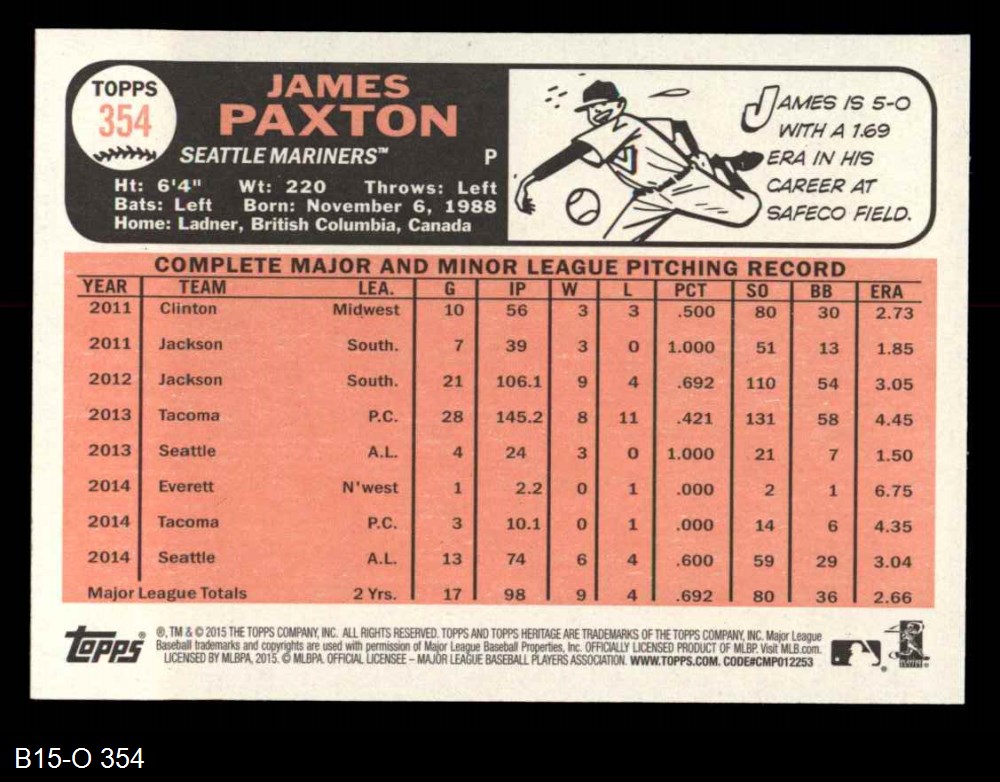 TOPPS
354
JAMES
PAXTON
SEATTLE MARINERS™ P
Ht: 6'4" Wt: 220 Throws: Left
Bats: Left Born: November 6, 1988
Home: Ladner, British Columbia, Canada
JAMES IS 5-0
WITH A 1.69
ERA IN HIS
CAREER AT
SAFECO FIELD.
COMPLETE MAJOR AND MINOR LEAGUE PITCHING RECORD
YEAR TEAM LEA. G IP W L PCT SO BB ERA
2011 Clinton Midwest 10 56 3 3 .500 80 30 2.73
2011 Jackson South. 7 39 3 0 1.000 51 13 1.85
2012 Jackson South. 21 106.1 9 4 .692 110 54 3.05
2013 Tacoma P.C. 28 145.2 8 11 .421 131 58 4.45
2013 Seattle A.L. 4 24 3 0 1.000 21 7 1.50
2014 Everett N'west 1 2.2 0 1 .000 2 1 6.75
2014 Tacoma P.C. 3 10.1 0 1 .000 14 6 4.35
2014 Seattle A.L. 13 74 6 4 .600 59 29 3.04
Major League Totals 2 Yrs. 17 98 9 4 .692 80 36 2.66
topps®
®, TM & © 2015 THE TOPPS COMPANY, INC. ALL RIGHTS RESERVED. TOPPS AND TOPPS HERITAGE ARE TRADEMARKS OF THE TOPPS COMPANY, INC. Major League
Baseball trademarks and copyrights are used with permission of Major League Baseball Properties, Inc. OFFICIALLY LICENSED PRODUCT OF MLBP. Visit MLB.com.
LICENSED BY MLBPA, 2015. © MLBPA. OFFICIAL LICENSEE – MAJOR LEAGUE BASEBALL PLAYERS ASSOCIATION. WWW.TOPPS.COM. CODE#CMP012253
B15-O 354